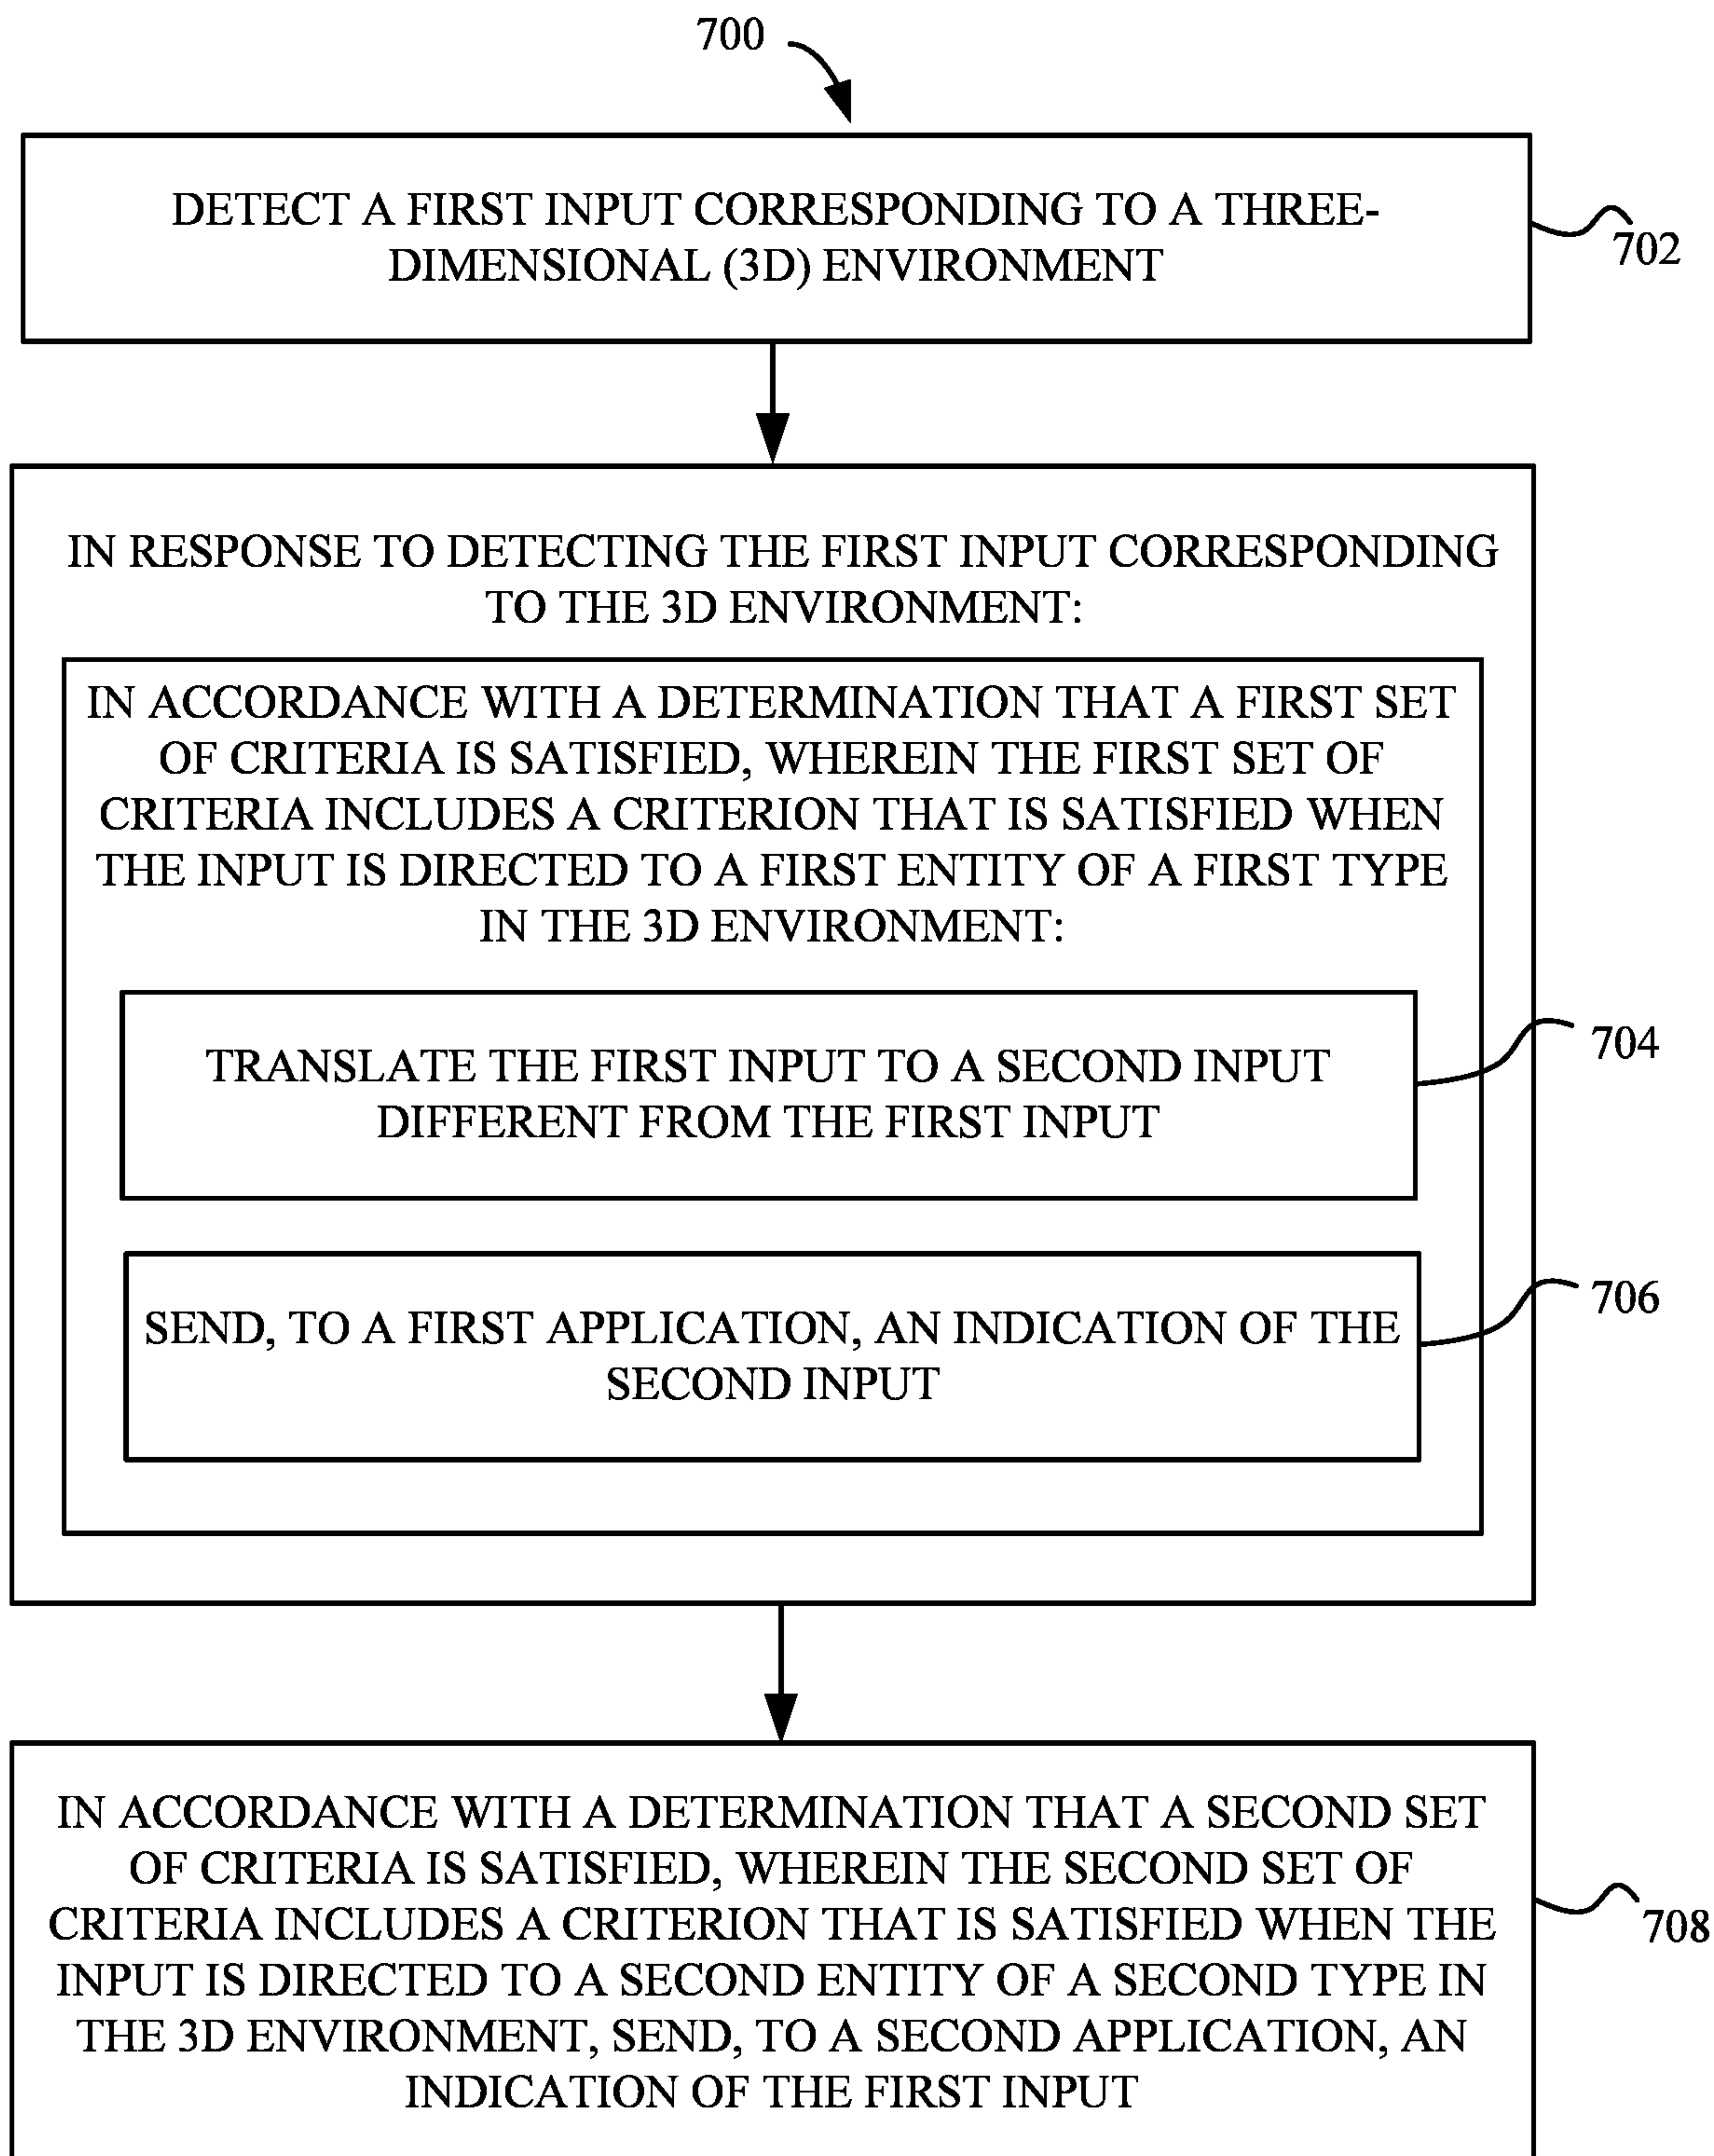 700
DETECT A FIRST INPUT CORRESPONDING TO A THREE-
DIMENSIONAL (3D) ENVIRONMENT
702
IN RESPONSE TO DETECTING THE FIRST INPUT CORRESPONDING
TO THE 3D ENVIRONMENT:
IN ACCORDANCE WITH A DETERMINATION THAT A FIRST SET
OF CRITERIA IS SATISFIED, WHEREIN THE FIRST SET OF
CRITERIA INCLUDES A CRITERION THAT IS SATISFIED WHEN
THE INPUT IS DIRECTED TO A FIRST ENTITY OF A FIRST TYPE
IN THE 3D ENVIRONMENT:
TRANSLATE THE FIRST INPUT TO A SECOND INPUT
DIFFERENT FROM THE FIRST INPUT
704
SEND, TO A FIRST APPLICATION, AN INDICATION OF THE
SECOND INPUT
706
IN ACCORDANCE WITH A DETERMINATION THAT A SECOND SET
OF CRITERIA IS SATISFIED, WHEREIN THE SECOND SET OF
CRITERIA INCLUDES A CRITERION THAT IS SATISFIED WHEN THE
INPUT IS DIRECTED TO A SECOND ENTITY OF A SECOND TYPE IN
THE 3D ENVIRONMENT, SEND, TO A SECOND APPLICATION, AN
INDICATION OF THE FIRST INPUT
708